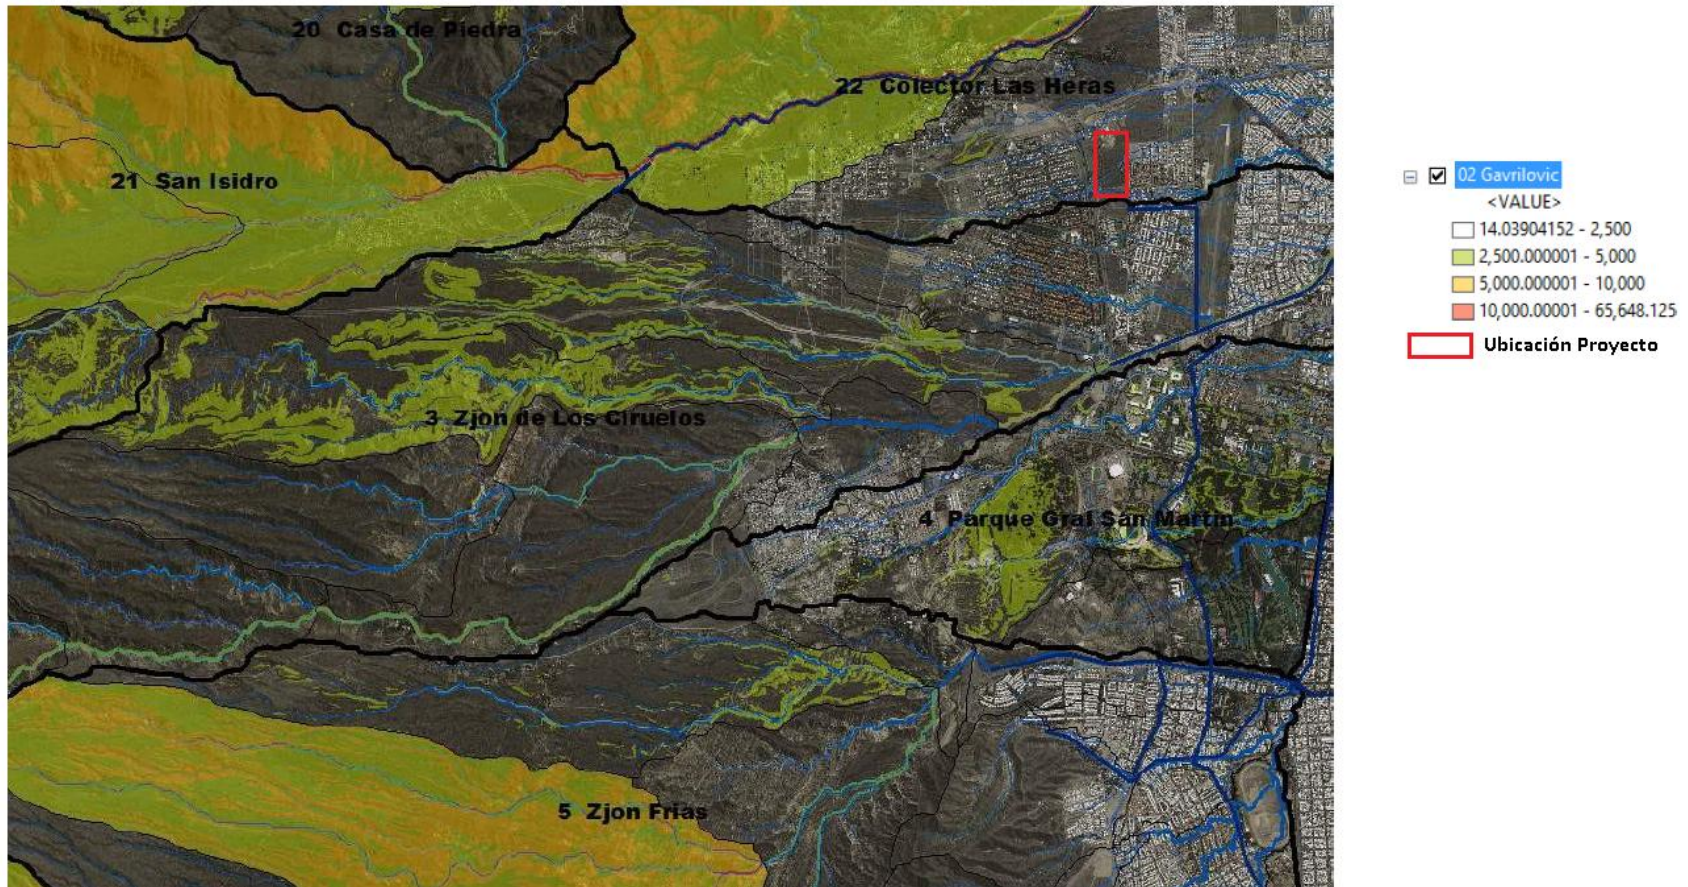 20 Casa de Piedra
22 Colector Las Heras
21 San Isidro
3 Zjon de Los Ciruelos
4 Parque Gral San Martin
5 Zjon Frias
02 Gavrilovic
<VALUE>
14.03904152 - 2,500
2,500.000001 - 5,000
5,000.000001 - 10,000
10,000.00001 - 65,648.125
Ubicación Proyecto